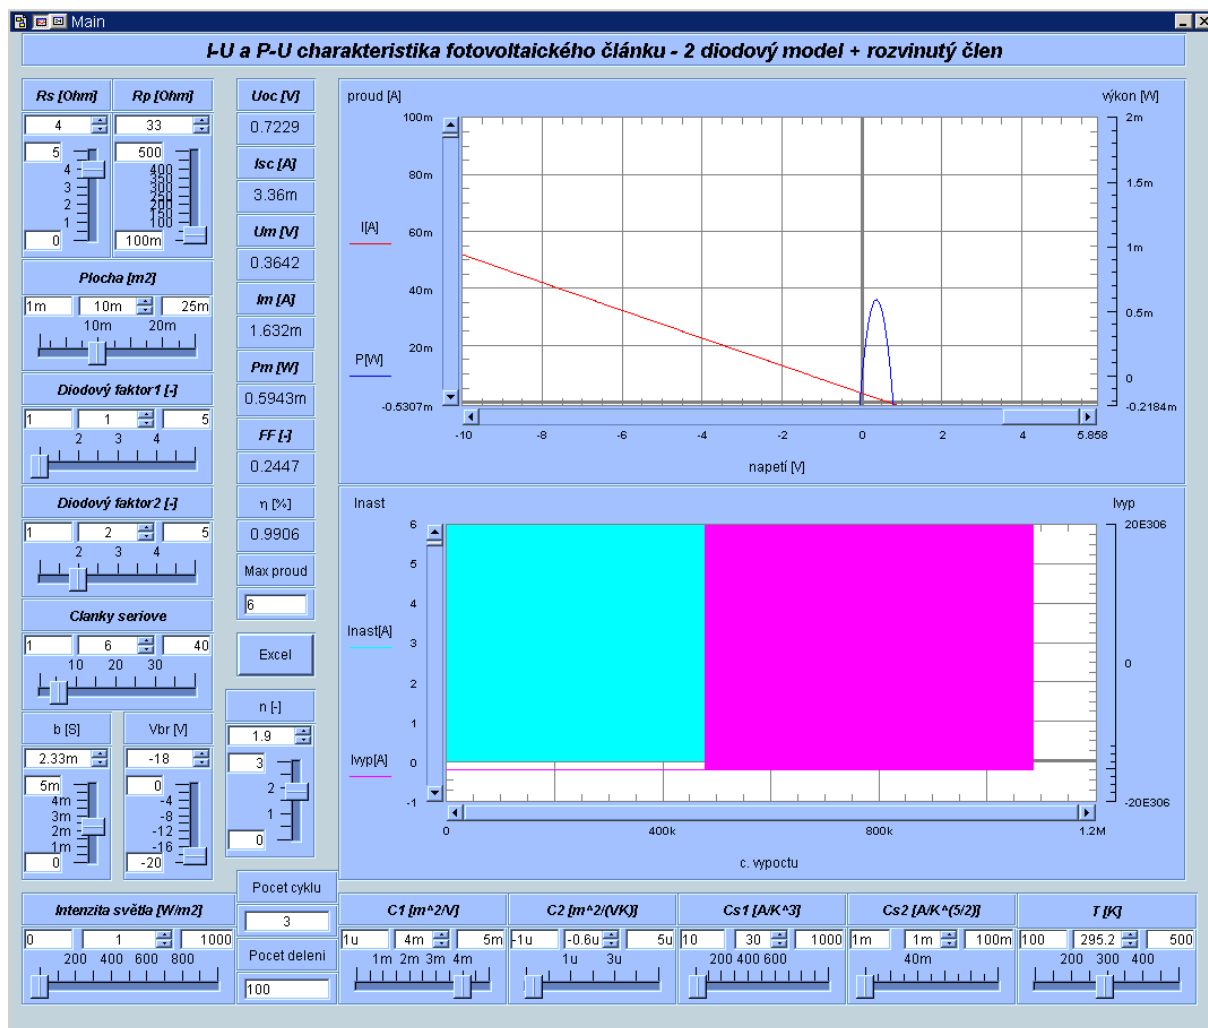 Main
I-U a P-U charakteristika fotovoltaického článku - 2 diodový model + rozvinutý člen
Rs [Ohm]
4
5
4
3
2
1
0
Rp [Ohm]
33
500
400
350
300
250
200
150
100
100m
Plocha [m2]
1m 10m 25m
10m 20m
Diodový faktor1 [-]
1 1 5
2 3 4
Diodový faktor2 [-]
1 2 5
2 3 4
Clanky seriove
1 6 40
10 20 30
b [S]
2.33m
5m
4m
3m
2m
1m
0
Vbr [V]
-18
0
-4
-8
-12
-16
-20
Uoc [V]
0.7229
Isc [A]
3.36m
Um [V]
0.3642
Im [A]
1.632m
Pm [W]
0.5943m
FF [-]
0.2447
η [%]
0.9906
Max proud
6
Excel
n [-]
1.9
3
2
1
0
proud [A]
výkon [W]
100m
80m
60m
40m
20m
-0.5307m
I[A]
P[W]
2m
1.5m
1m
0.5m
0
-0.2184m
-10 -8 -6 -4 -2 0 2 4 5.858
napetí [V]
Inast
Ivyp
6
5
4
3
2
1
0
-1
Inast[A]
Ivyp[A]
20E306
0
-20E306
0 400k 800k 1.2M
c. vypoctu
Intenzita světla [W/m2]
0 1 1000
200 400 600 800
Pocet cyklu
3
Pocet deleni
100
C1 [m^2/V]
1u 4m 5m
1m 2m 3m 4m
C2 [m^2/(VK)]
-1u -0.6u 5u
1u 3u
Cs1 [A/K^3]
10 30 1000
200 400 600
Cs2 [A/K^(5/2)]
1m 1m 100m
40m
T [K]
100 295.2 500
200 300 400